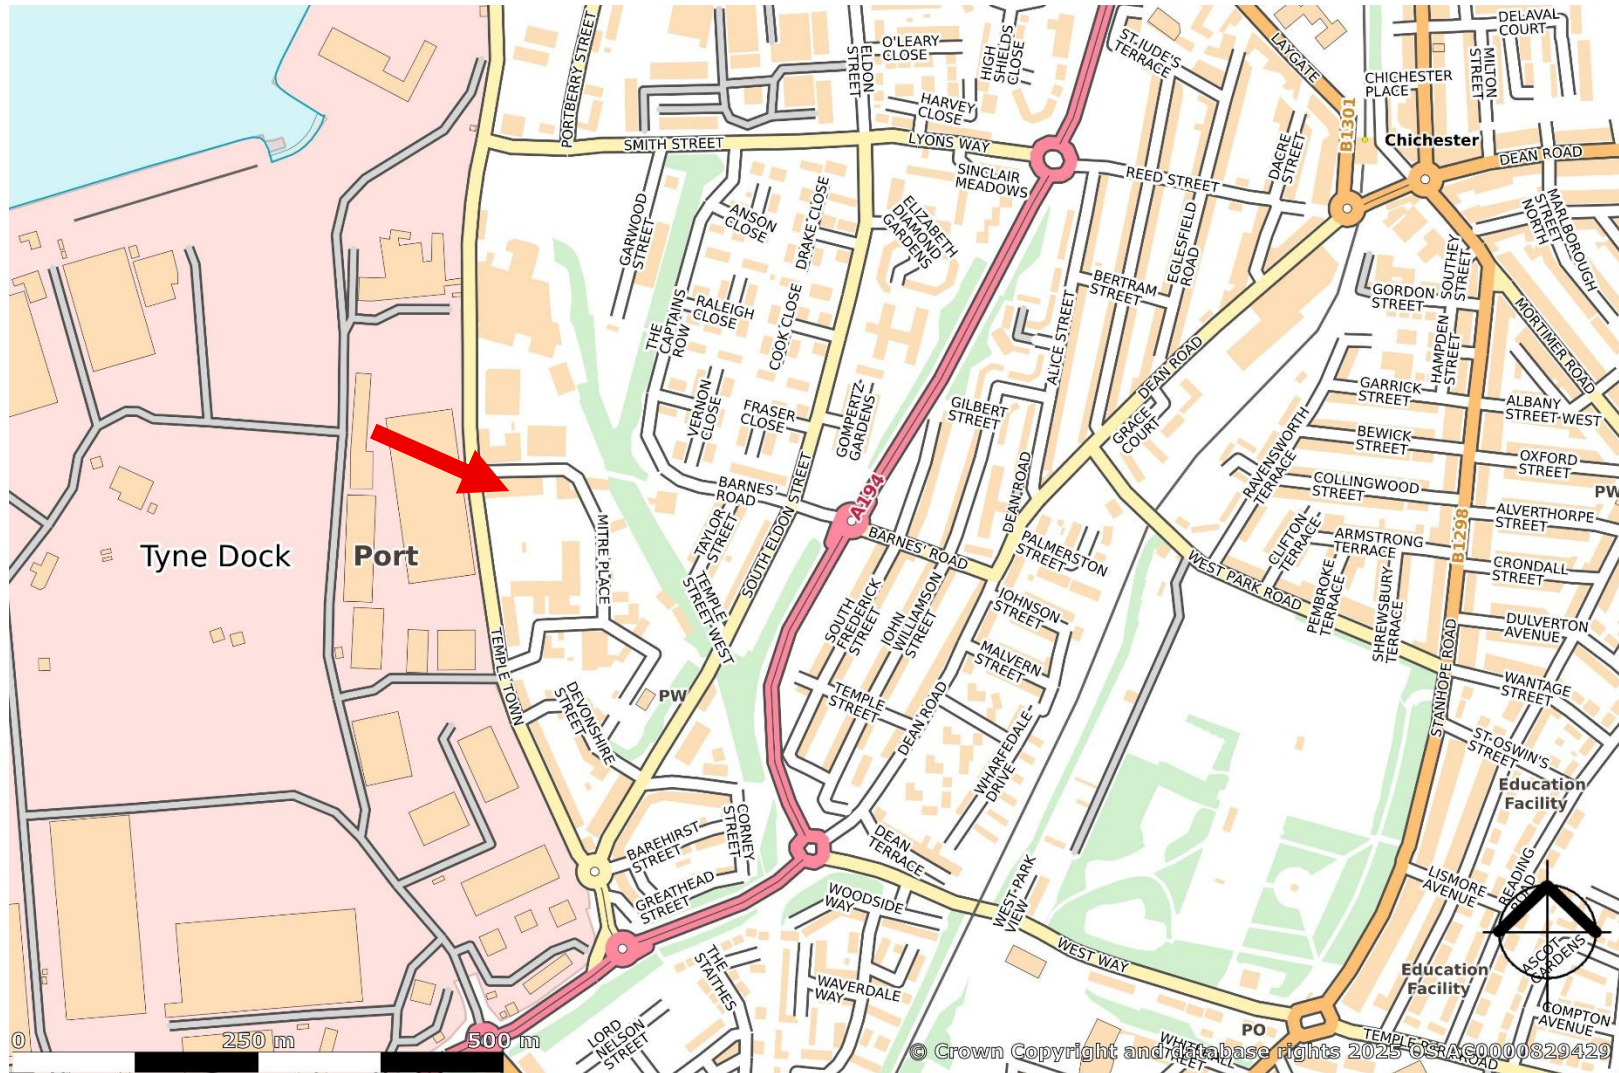 DELAVAL
COURT
PORTBERRY STREET
ELDON
STREET
O'LEARY
CLOSE
HIGH
SHIELDS
CLOSE
ST JUDE'S
TERRACE
LAYGATE
MILTON
STREET
CHICHESTER
PLACE
HARVEY
CLOSE
B1301
Chichester
SMITH STREET
LYONS WAY
DACRE
STREET
DEAN ROAD
SINCLAIR
MEADOWS
REED STREET
GARWOOD
STREET
ANSON
CLOSE
DRAKE CLOSE
ELIZABETH
DIAMOND
GARDENS
EGLESFIELD
ROAD
MARLBOROUGH
STREET
NORTH
SOUTHEY
STREET
BERTRAM
STREET
GORDON
STREET
THE
CAPTAINS
ROW
RALEIGH
CLOSE
COOK CLOSE
ALICE STREET
HAMPDEN
STREET
MORTIMER ROAD
DEAN ROAD
VERNON
CLOSE
FRASER
CLOSE
GOMPERTZ
GARDENS
GILBERT
STREET
GRACE
COURT
GARRICK
STREET
ALBANY
STREET WEST
RAVENSWORTH
TERRACE
BEWICK
STREET
OXFORD
STREET
COLLINGWOOD
STREET
PW
BARNES'
ROAD
A194
DEAN ROAD
ALVERTHORPE
STREET
MITRE PLACE
TAYLOR
STREET
SOUTH ELDON STREET
BARNES' ROAD
PALMERSTON
STREET
CLIFTON
TERRACE
ARMSTRONG
TERRACE
B1298
Tyne Dock
Port
CRONDALL
STREET
WEST PARK ROAD
TEMPLE
STREET WEST
SOUTH
FREDERICK
STREET
JOHN
WILLIAMSON
STREET
JOHNSON
STREET
PEMBROKE
TERRACE
SHREWSBURY
TERRACE
DULVERTON
AVENUE
TEMPLE TOWN
MALVERN
STREET
STANHOPE ROAD
WANTAGE
STREET
PW
DEVONSHIRE
STREET
TEMPLE
STREET
DEAN ROAD
WHARFEDALE
DRIVE
ST OSWIN'S
STREET
Education
Facility
BAREHIRST
STREET
CORNEY
STREET
DEAN
TERRACE
GREATHEAD
STREET
WOODSIDE
WAY
WEST PARK
VIEW
LISMORE
AVENUE
READING
ROAD
WEST WAY
ASCOT
GARDENS
THE
STAITHES
WAVERDALE
WAY
Education
Facility
COMPTON
AVENUE
LORD
NELSON
STREET
PO
TEMPLE PARK ROAD
0
250 m
500 m
© Crown Copyright and database rights 2025 OS AC0000829429